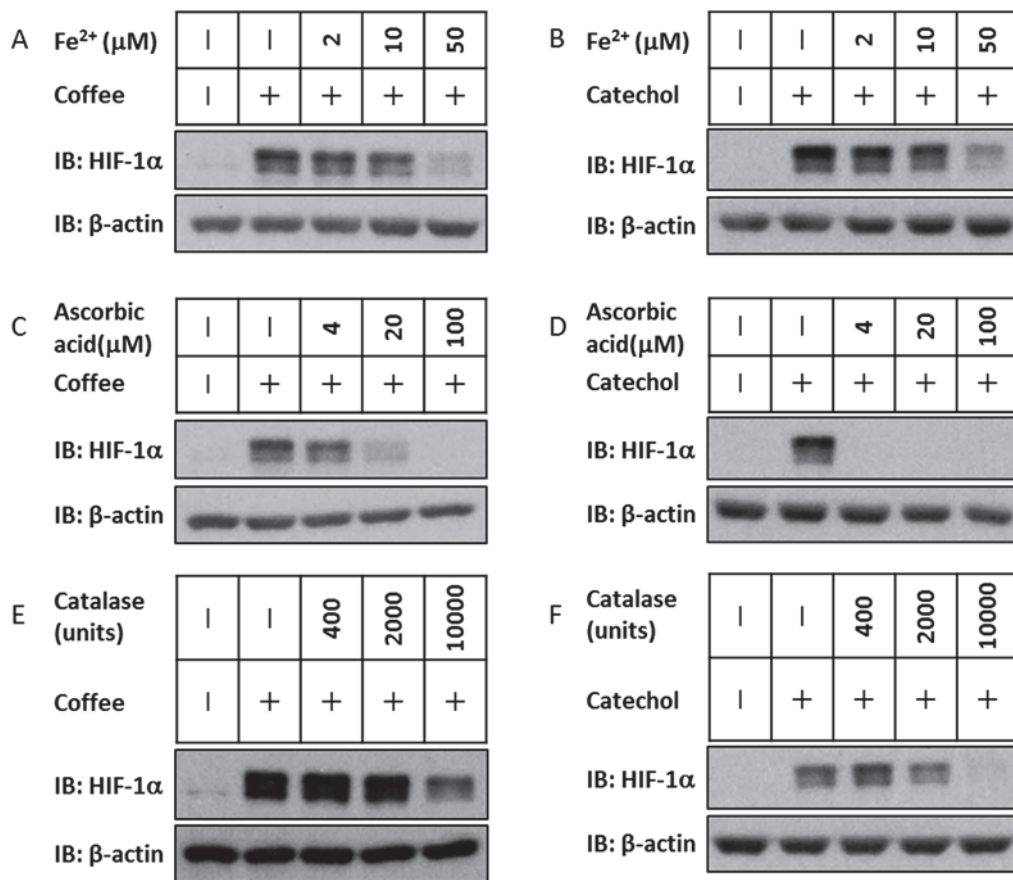 A Fe²⁺ (μM) − − 2 10 50
Coffee − + + + +
IB: HIF-1α
IB: β-actin
B Fe²⁺ (μM) − − 2 10 50
Catechol − + + + +
IB: HIF-1α
IB: β-actin
C Ascorbic
acid(μM) − − 4 20 100
Coffee − + + + +
IB: HIF-1α
IB: β-actin
D Ascorbic
acid(μM) − − 4 20 100
Catechol − + + + +
IB: HIF-1α
IB: β-actin
E Catalase
(units) − − 400 2000 10000
Coffee − + + + +
IB: HIF-1α
IB: β-actin
F Catalase
(units) − − 400 2000 10000
Catechol − + + + +
IB: HIF-1α
IB: β-actin